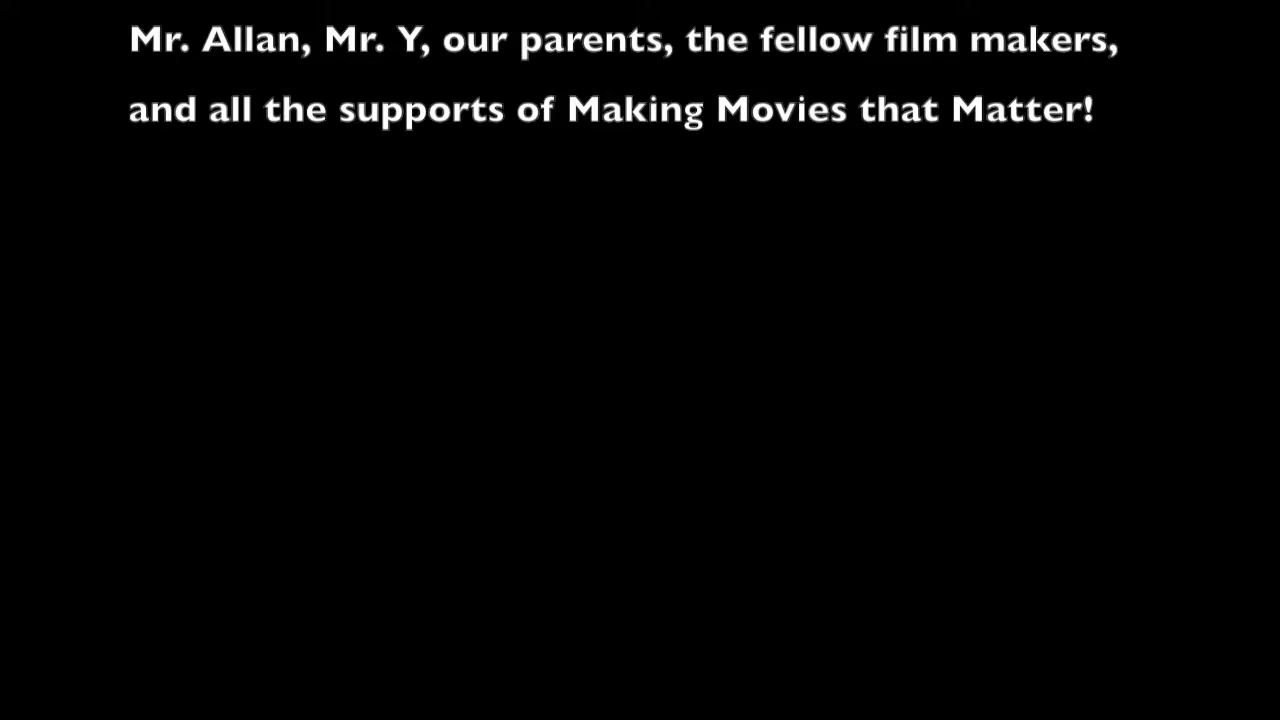 Mr. Allan, Mr. Y, our parents, the fellow film makers,
and all the supports of Making Movies that Matter!